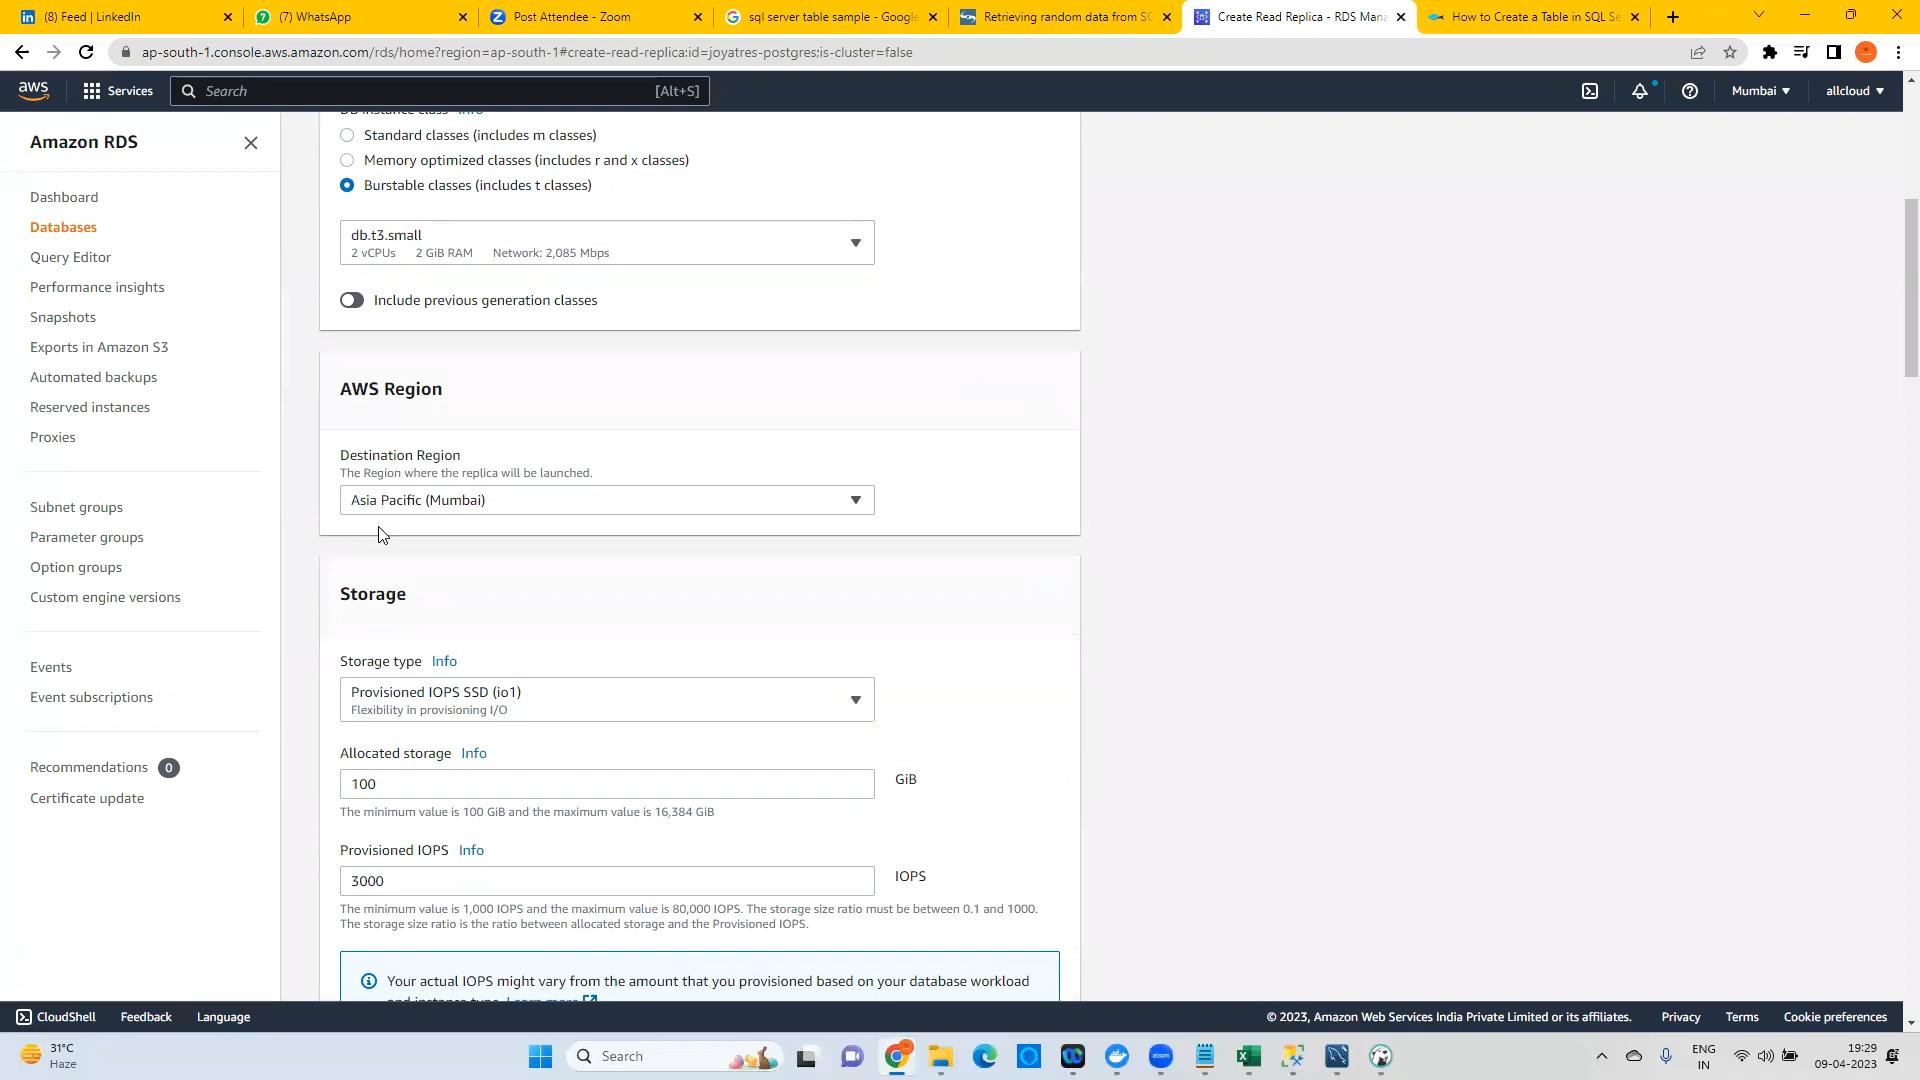 (8) Feed | LinkedIn
(7) WhatsApp
Post Attendee - Zoom
sql server table sample - Google
Retrieving random data from SC
Create Read Replica - RDS Mana
How to Create a Table in SQL Se
ap-south-1.console.aws.amazon.com/rds/home?region=ap-south-1#create-read-replica:id=joyatres-postgres;is-cluster=false
aws
Services
Search
[Alt+S]
Mumbai
allcloud
Amazon RDS
Dashboard
Databases
Query Editor
Performance insights
Snapshots
Exports in Amazon S3
Automated backups
Reserved instances
Proxies
Subnet groups
Parameter groups
Option groups
Custom engine versions
Events
Event subscriptions
Recommendations 0
Certificate update
DB instance class Info
Standard classes (includes m classes)
Memory optimized classes (includes r and x classes)
Burstable classes (includes t classes)
db.t3.small
2 vCPUs 2 GiB RAM Network: 2,085 Mbps
Include previous generation classes
AWS Region
Destination Region
The Region where the replica will be launched.
Asia Pacific (Mumbai)
Storage
Storage type Info
Provisioned IOPS SSD (io1)
Flexibility in provisioning I/O
Allocated storage Info
100
GiB
The minimum value is 100 GiB and the maximum value is 16,384 GiB
Provisioned IOPS Info
3000
IOPS
The minimum value is 1,000 IOPS and the maximum value is 80,000 IOPS. The storage size ratio must be between 0.1 and 1000.
The storage size ratio is the ratio between allocated storage and the Provisioned IOPS.
Your actual IOPS might vary from the amount that you provisioned based on your database workload
and instance type. Learn more
CloudShell
Feedback
Language
© 2023, Amazon Web Services India Private Limited or its affiliates.
Privacy
Terms
Cookie preferences
31°C
Haze
Search
zoom
ENG
IN
19:29
09-04-2023